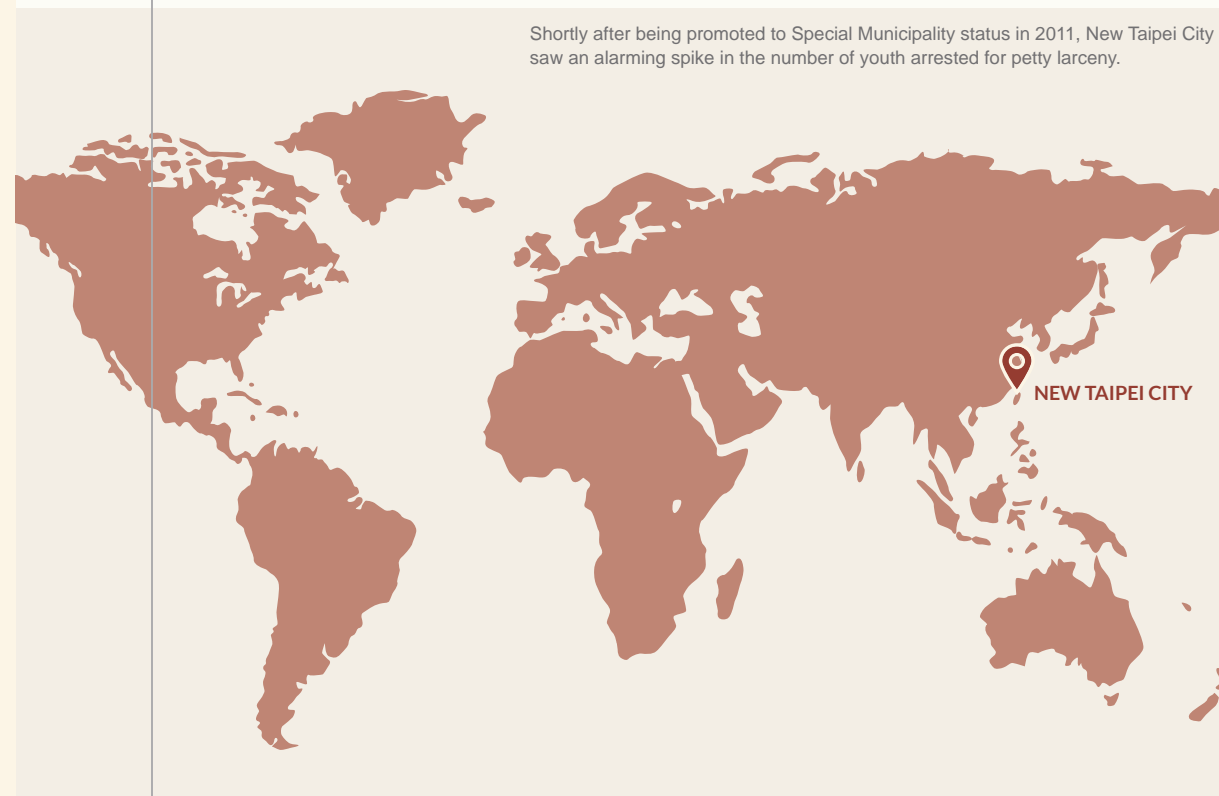 Shortly after being promoted to Special Municipality status in 2011, New Taipei City
saw an alarming spike in the number of youth arrested for petty larceny.
NEW TAIPEI CITY